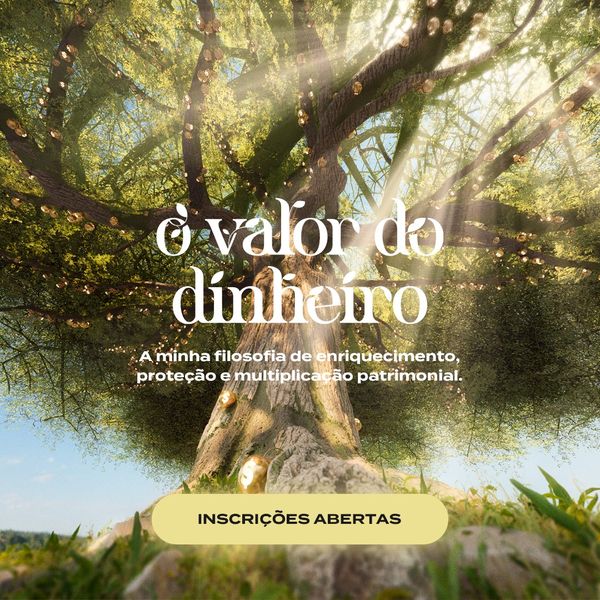 o valor do
dinheiro
A minha filosofia de enriquecimento,
proteção e multiplicação patrimonial.
INSCRIÇÕES ABERTAS